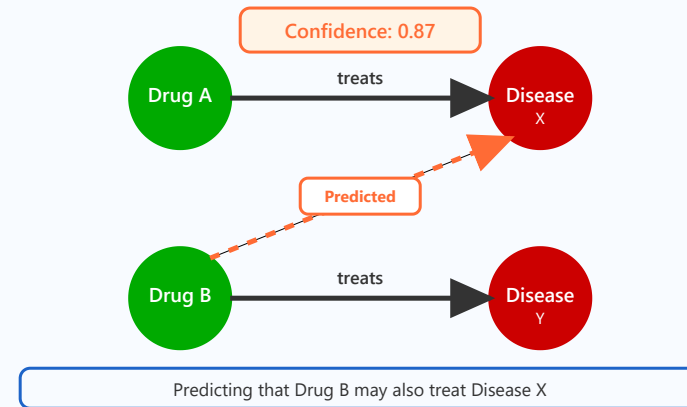 Confidence: 0.87
Drug A
treats
Disease
X
Predicted
Drug B
treats
Disease
Y
Predicting that Drug B may also treat Disease X